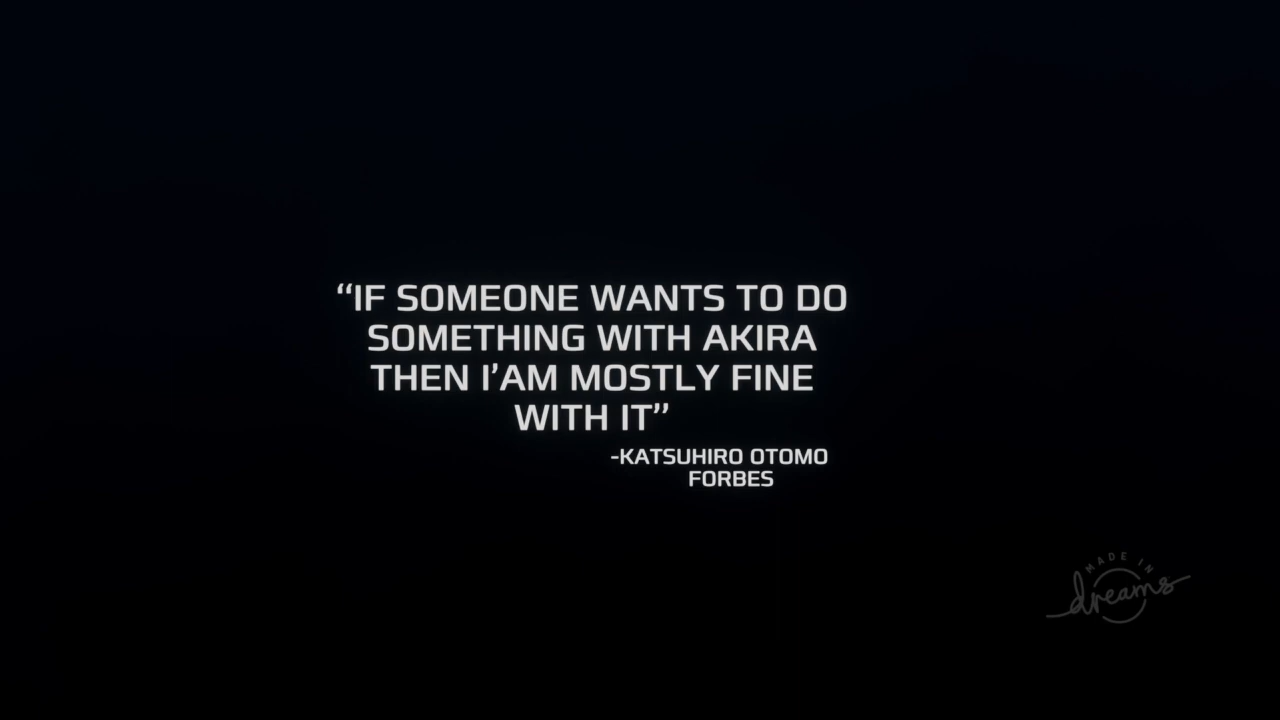 “IF SOMEONE WANTS TO DO
SOMETHING WITH AKIRA
THEN I’AM MOSTLY FINE
WITH IT”
-KATSUHIRO OTOMO
FORBES
MADE IN
dreams